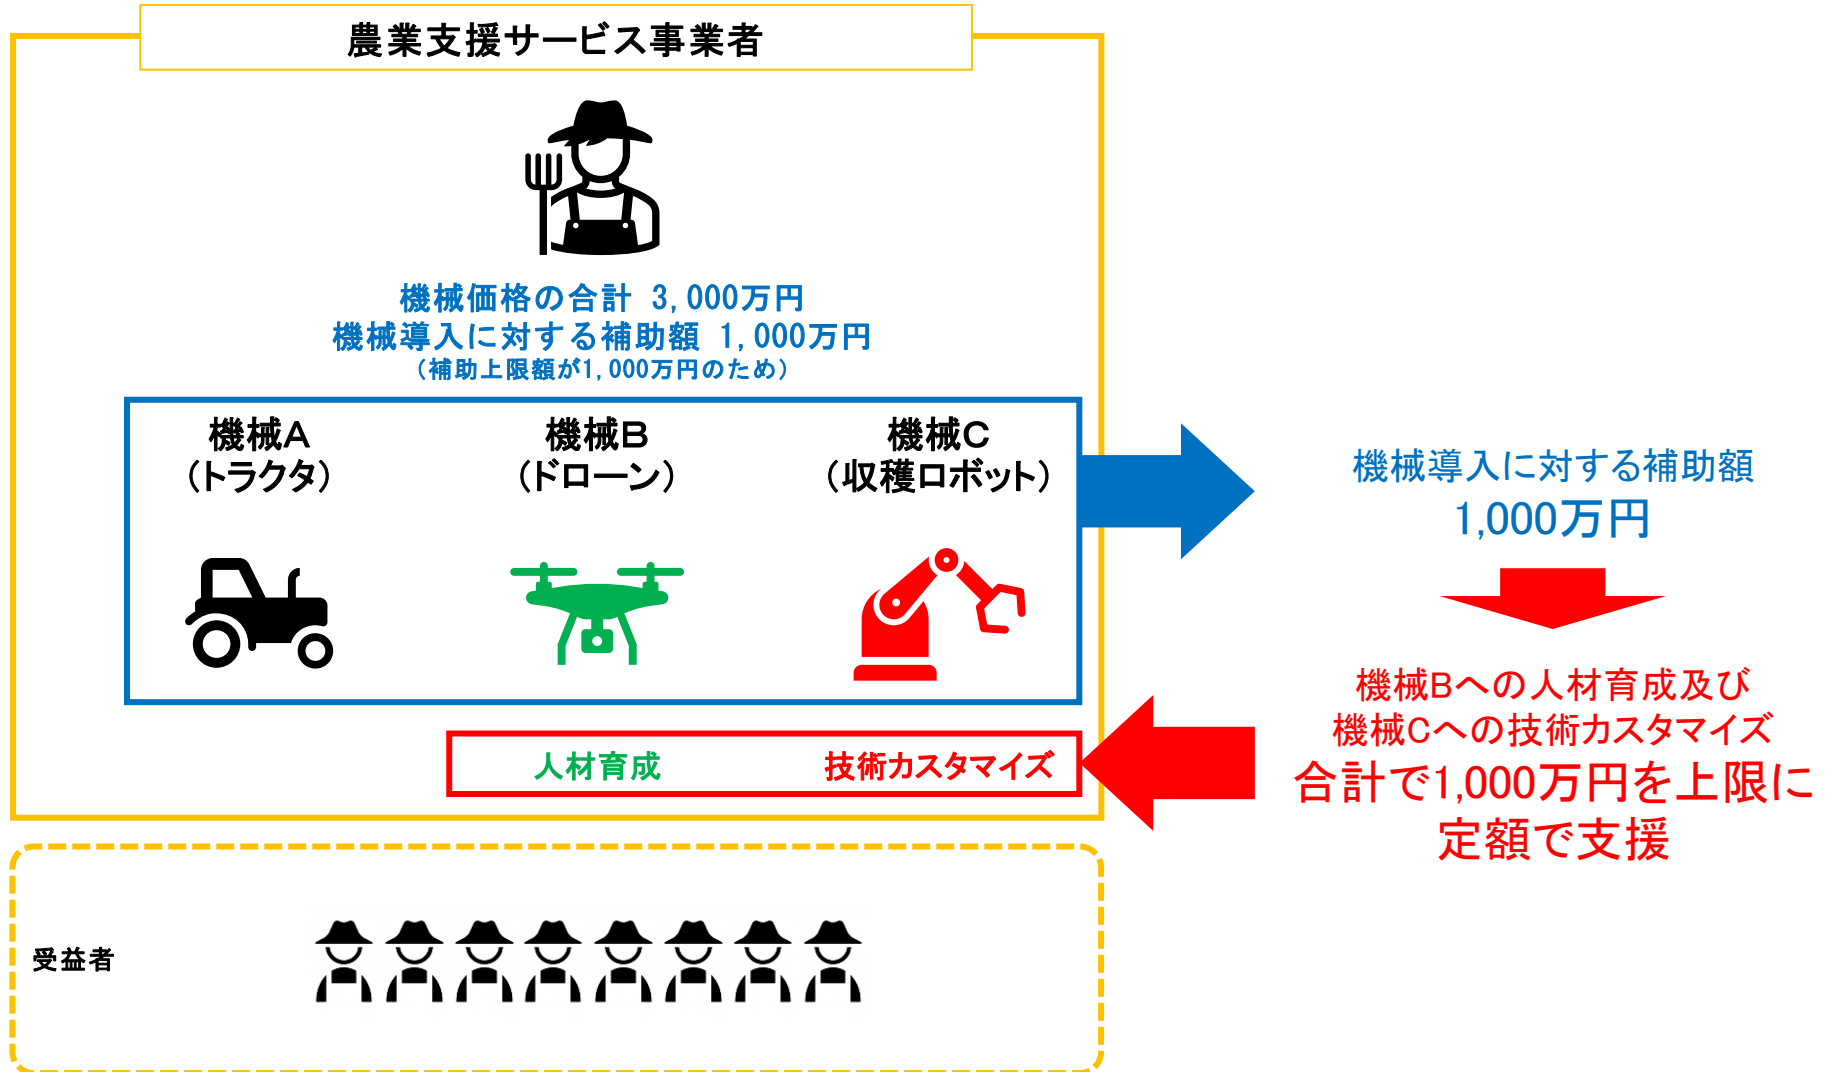 農業支援サービス事業者
機械価格の合計 3,000万円
機械導入に対する補助額 1,000万円
(補助上限額が1,000万円のため)
機械A
(トラクタ)
機械B
(ドローン)
機械C
(収穫ロボット)
人材育成
技術カスタマイズ
機械導入に対する補助額
1,000万円
機械Bへの人材育成及び
機械Cへの技術カスタマイズ
合計で1,000万円を上限に
定額で支援
受益者